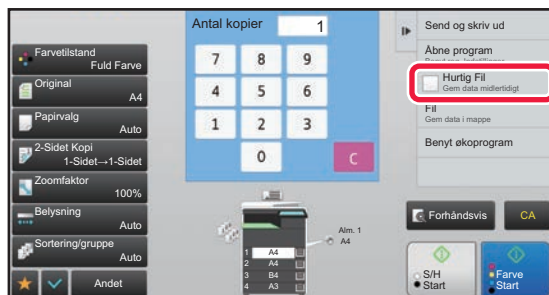 Farvetilstand
Fuld Farve
Original
A4
Papirvalg
Auto
2-Sidet Kopi
1-Sidet→1-Sidet
Zoomfaktor
100%
Belysning
Auto
Sortering/gruppe
Auto
Andet
Antal kopier
1
7 8 9
4 5 6
1 2 3
0 C
Alm. 1
A4
1 A4
2 A4
3 B4
4 A3
Send og skriv ud
Åbne program
Hurtig Fil
Gem data midlertidigt
Fil
Gem data i mappe
Benyt økoprogram
Forhåndsvis
CA
S/H
Start
Farve
Start